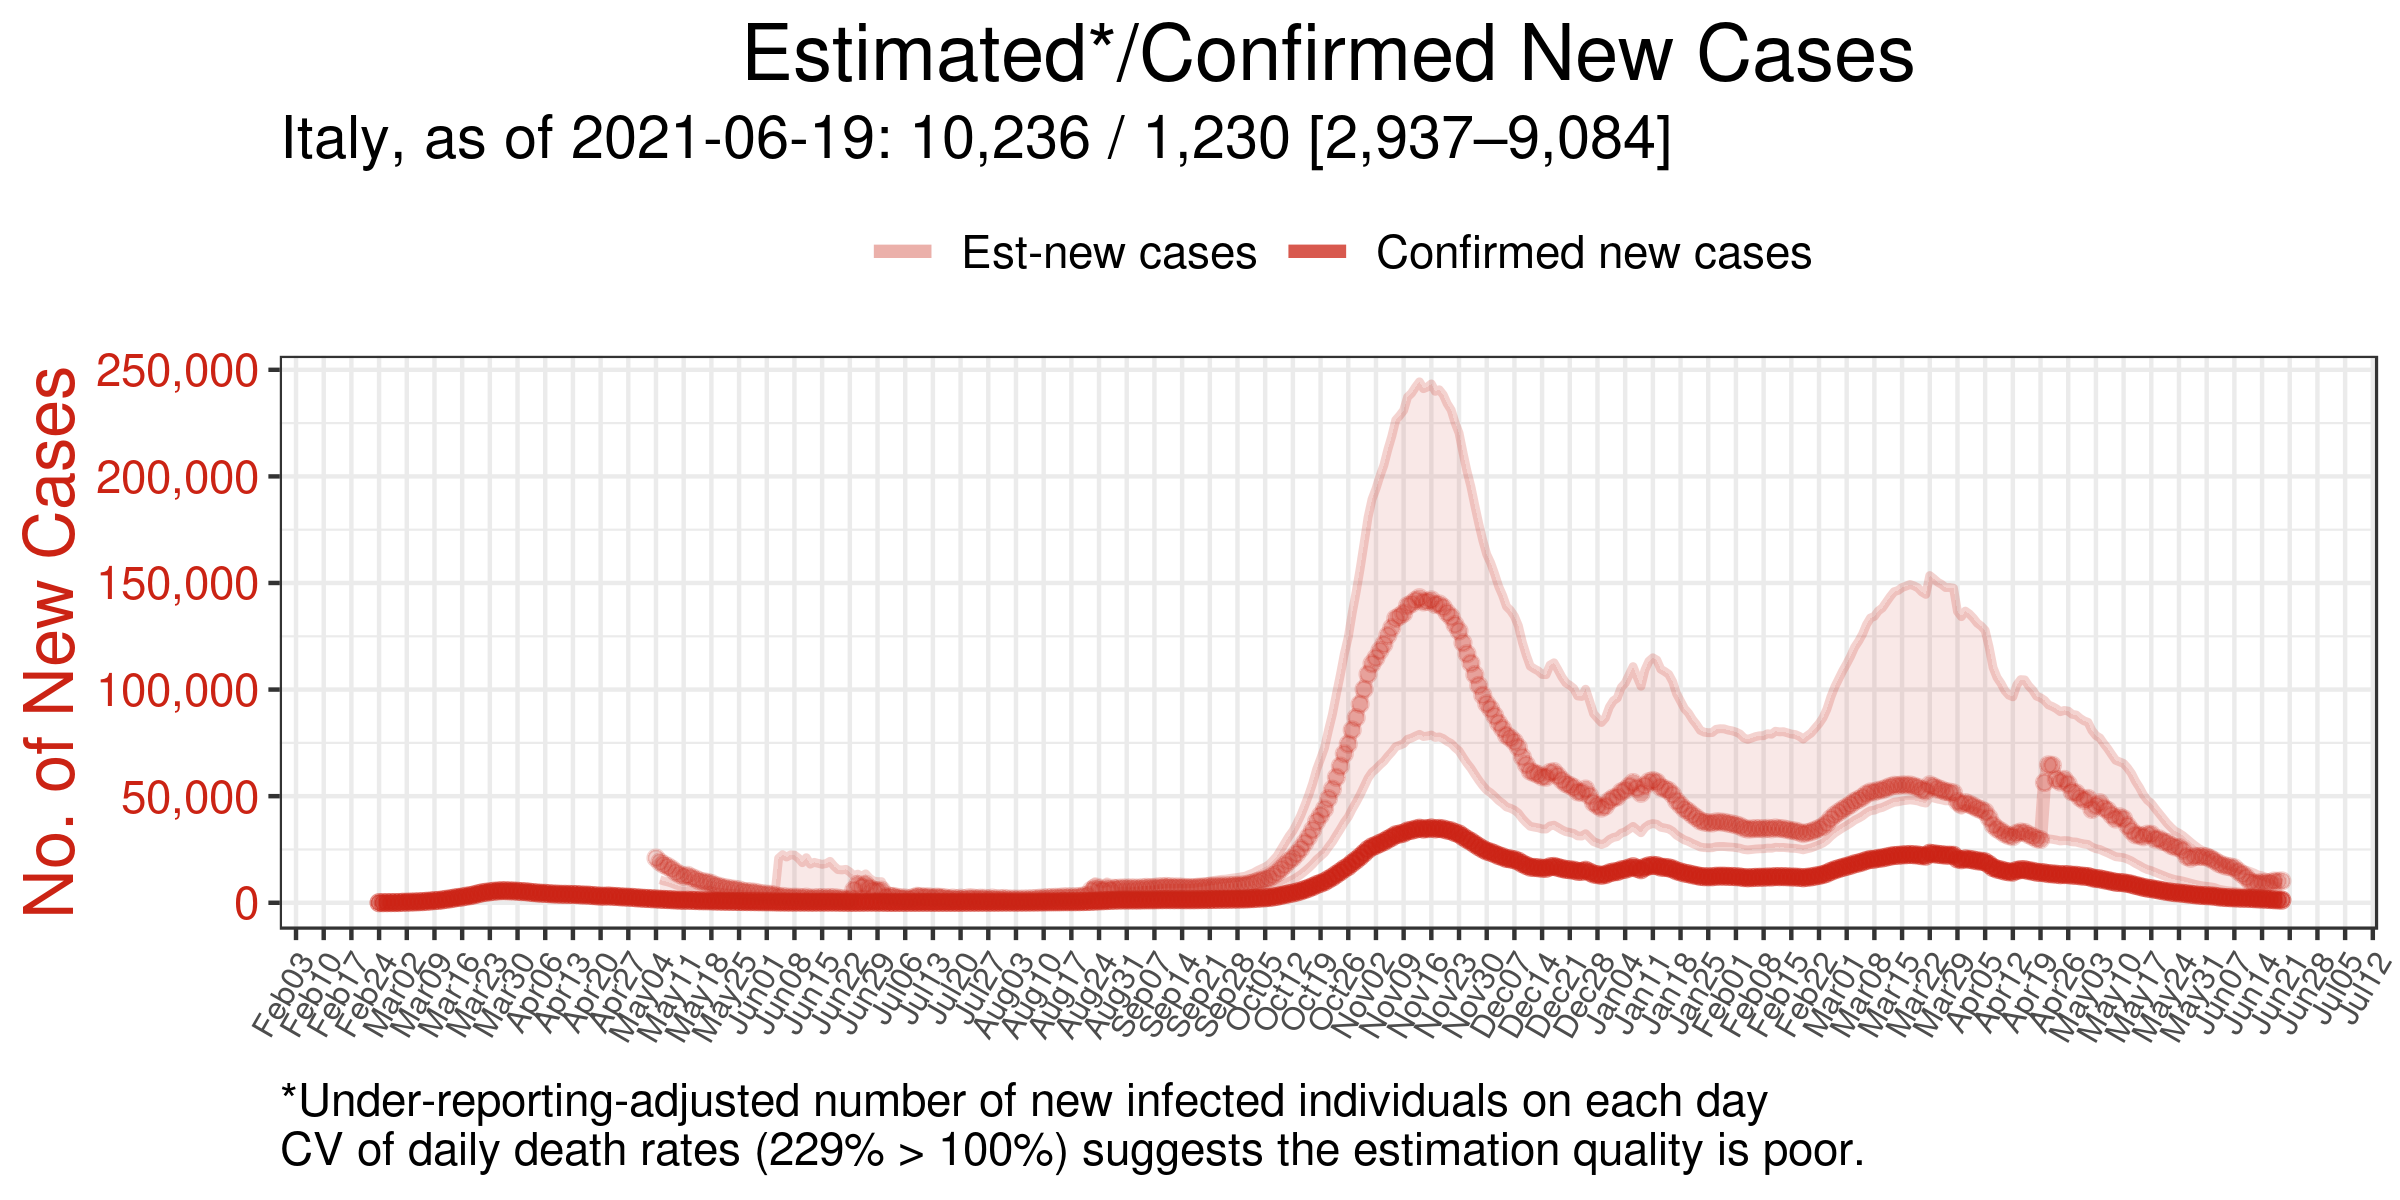 Estimated*/Confirmed New Cases
Italy, as of 2021-06-19: 10,236 / 1,230 [2,937–9,084]
Est-new cases
Confirmed new cases
No. of New Cases
250,000
200,000
150,000
100,000
50,000
0
Feb03
Feb10
Feb17
Feb24
Mar02
Mar09
Mar16
Mar23
Mar30
Apr06
Apr13
Apr20
Apr27
May04
May11
May18
May25
Jun01
Jun08
Jun15
Jun22
Jun29
Jul06
Jul13
Jul20
Jul27
Aug03
Aug10
Aug17
Aug24
Aug31
Sep07
Sep14
Sep21
Sep28
Oct05
Oct12
Oct19
Oct26
Nov02
Nov09
Nov16
Nov23
Nov30
Dec07
Dec14
Dec21
Dec28
Jan04
Jan11
Jan18
Jan25
Feb01
Feb08
Feb15
Feb22
Mar01
Mar08
Mar15
Mar22
Mar29
Apr05
Apr12
Apr19
Apr26
May03
May10
May17
May24
May31
Jun07
Jun14
Jun21
Jun28
Jul05
Jul12
*Under-reporting-adjusted number of new infected individuals on each day
CV of daily death rates (229% > 100%) suggests the estimation quality is poor.